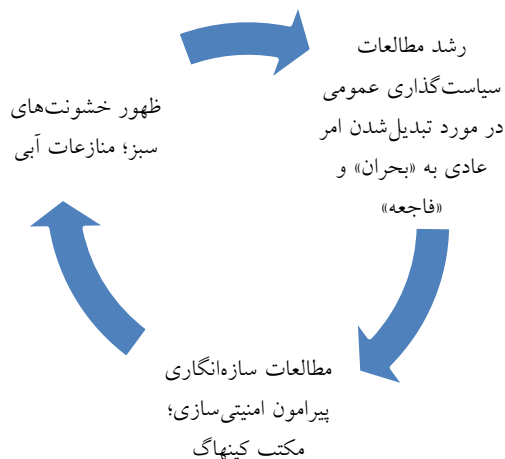 رشد مطالعات
سیاست‌گذاری عمومی
در مورد تبدیل‌شدن امر
عادی به «بحران» و
«فاجعه»
مطالعات سازه‌انگاری
پیرامون امنیتی‌سازی؛
مکتب کپنهاگ
ظهور خشونت‌های
سبز؛ منازعات آبی